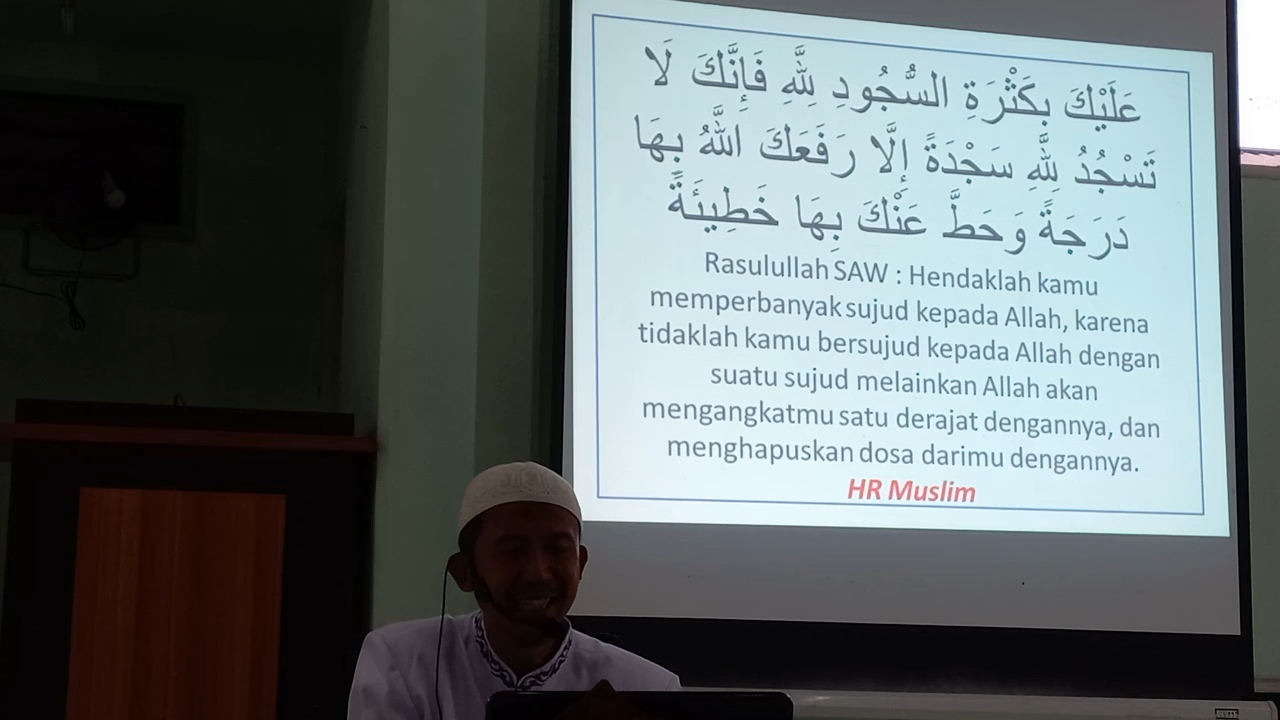 عَلَيْكَ بِكَثْرَةِ السُّجُودِ لِلَّهِ فَإِنَّكَ لَا
تَسْجُدُ لِلَّهِ سَجْدَةً إِلَّا رَفَعَكَ اللَّهُ بِهَا
دَرَجَةً وَحَطَّ عَنْكَ بِهَا خَطِيئَةً
Rasulullah SAW : Hendaklah kamu
memperbanyak sujud kepada Allah, karena
tidaklah kamu bersujud kepada Allah dengan
suatu sujud melainkan Allah akan
mengangkatmu satu derajat dengannya, dan
menghapuskan dosa darimu dengannya.
HR Muslim